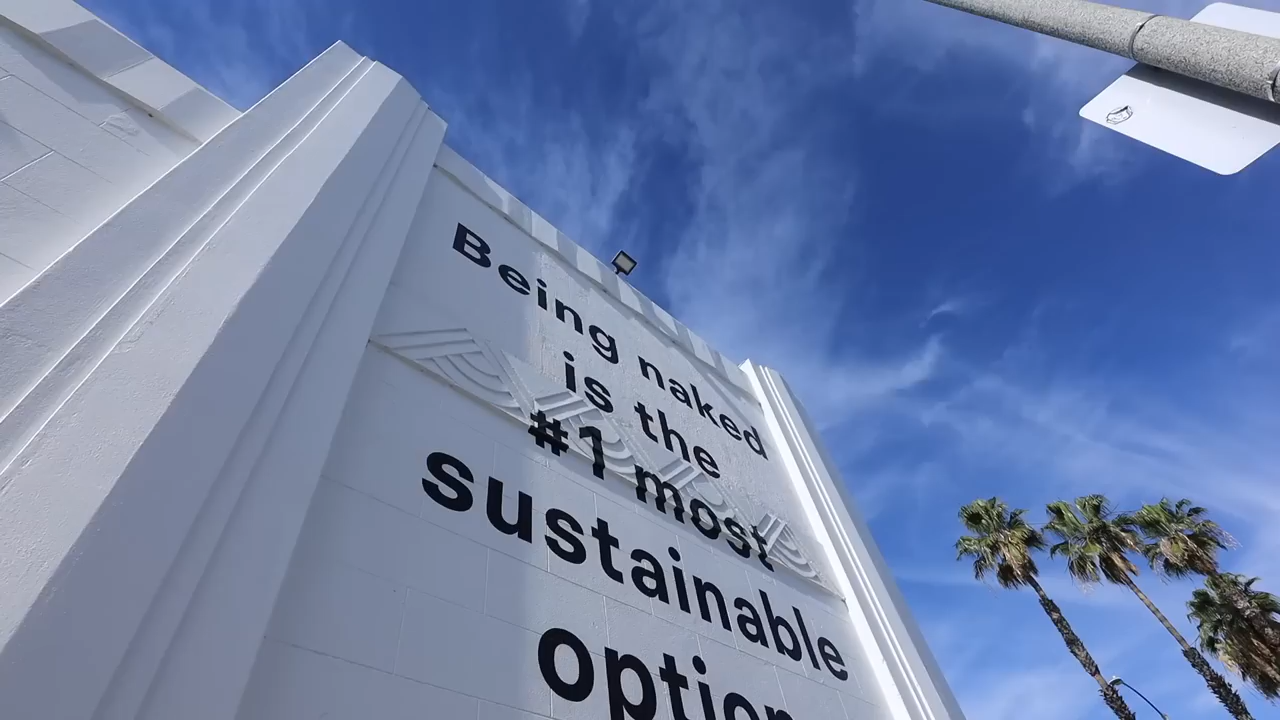 Being naked
is the
#1 most
sustainable
option